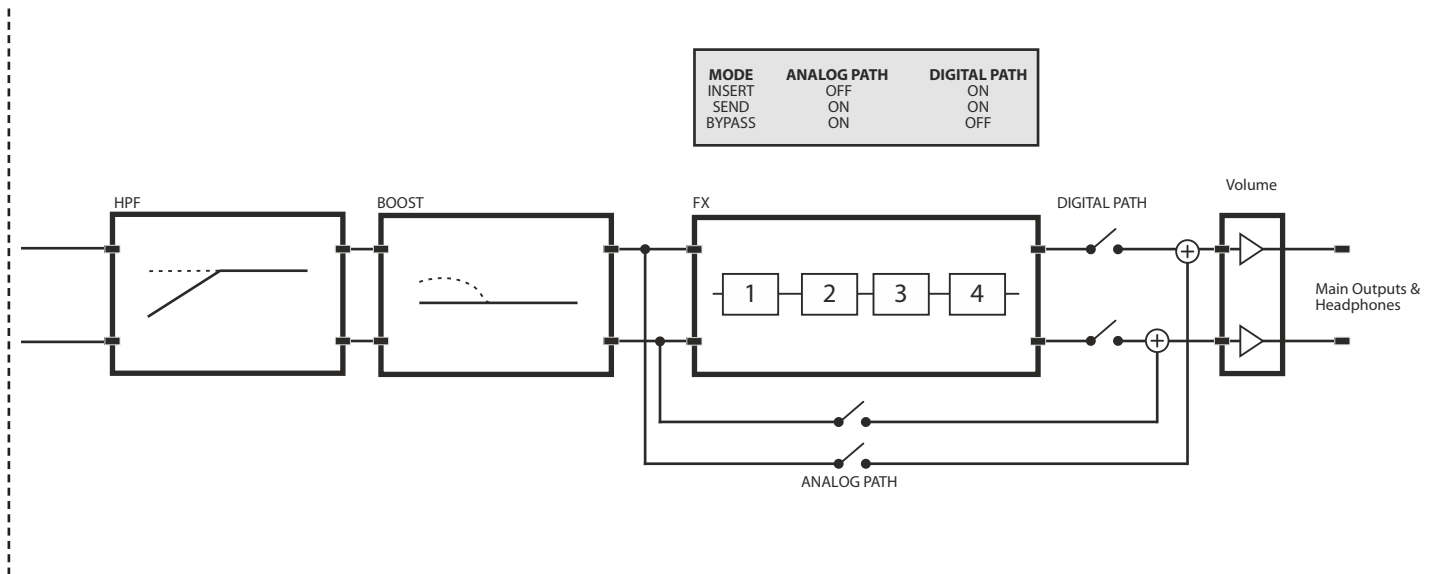 MODE ANALOG PATH DIGITAL PATH
INSERT OFF ON
SEND ON ON
BYPASS ON OFF
Volume
HPF BOOST FX DIGITAL PATH
1 2 3 4
Main Outputs &
Headphones
ANALOG PATH